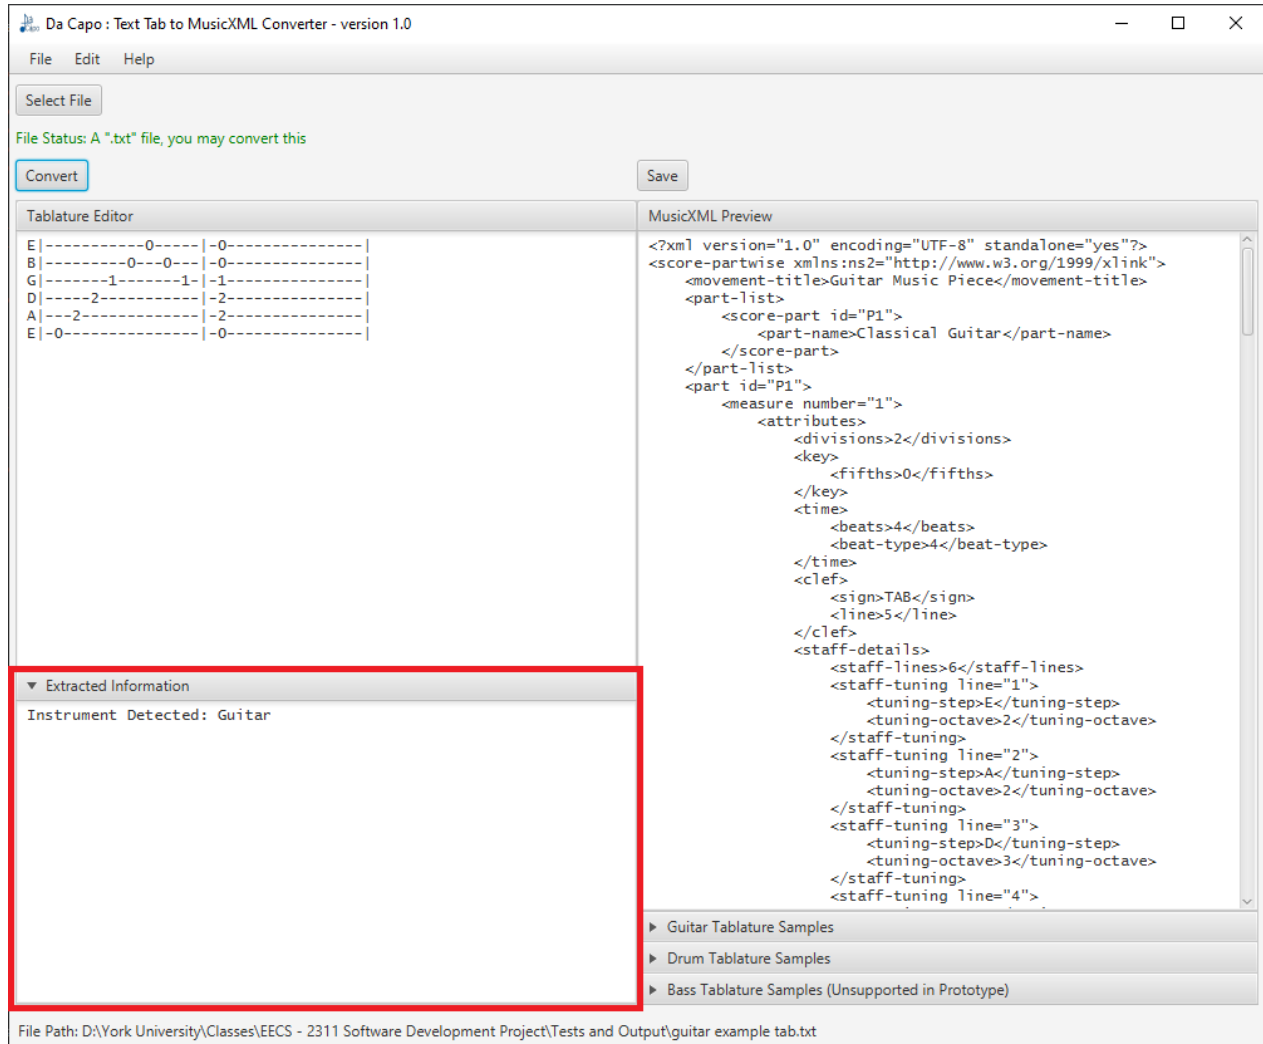 Da Capo : Text Tab to MusicXML Converter - version 1.0
File Edit Help
Select File
File Status: A ".txt" file, you may convert this
Convert
Save
Tablature Editor
E|-----------0-----|-0---------------|
B|---------0---0---|-0---------------|
G|-------1-------1-|-1---------------|
D|-----2-----------|-2---------------|
A|---2-------------|-2---------------|
E|-0---------------|-0---------------|
Extracted Information
Instrument Detected: Guitar
MusicXML Preview
<?xml version="1.0" encoding="UTF-8" standalone="yes"?>
<score-partwise xmlns:ns2="http://www.w3.org/1999/xlink">
    <movement-title>Guitar Music Piece</movement-title>
    <part-list>
        <score-part id="P1">
            <part-name>Classical Guitar</part-name>
        </score-part>
    </part-list>
    <part id="P1">
        <measure number="1">
            <attributes>
                <divisions>2</divisions>
                <key>
                    <fifths>0</fifths>
                </key>
                <time>
                    <beats>4</beats>
                    <beat-type>4</beat-type>
                </time>
                <clef>
                    <sign>TAB</sign>
                    <line>5</line>
                </clef>
                <staff-details>
                    <staff-lines>6</staff-lines>
                    <staff-tuning line="1">
                        <tuning-step>E</tuning-step>
                        <tuning-octave>2</tuning-octave>
                    </staff-tuning>
                    <staff-tuning line="2">
                        <tuning-step>A</tuning-step>
                        <tuning-octave>2</tuning-octave>
                    </staff-tuning>
                    <staff-tuning line="3">
                        <tuning-step>D</tuning-step>
                        <tuning-octave>3</tuning-octave>
                    </staff-tuning>
                    <staff-tuning line="4">
Guitar Tablature Samples
Drum Tablature Samples
Bass Tablature Samples (Unsupported in Prototype)
File Path: D:\York University\Classes\EECS - 2311 Software Development Project\Tests and Output\guitar example tab.txt